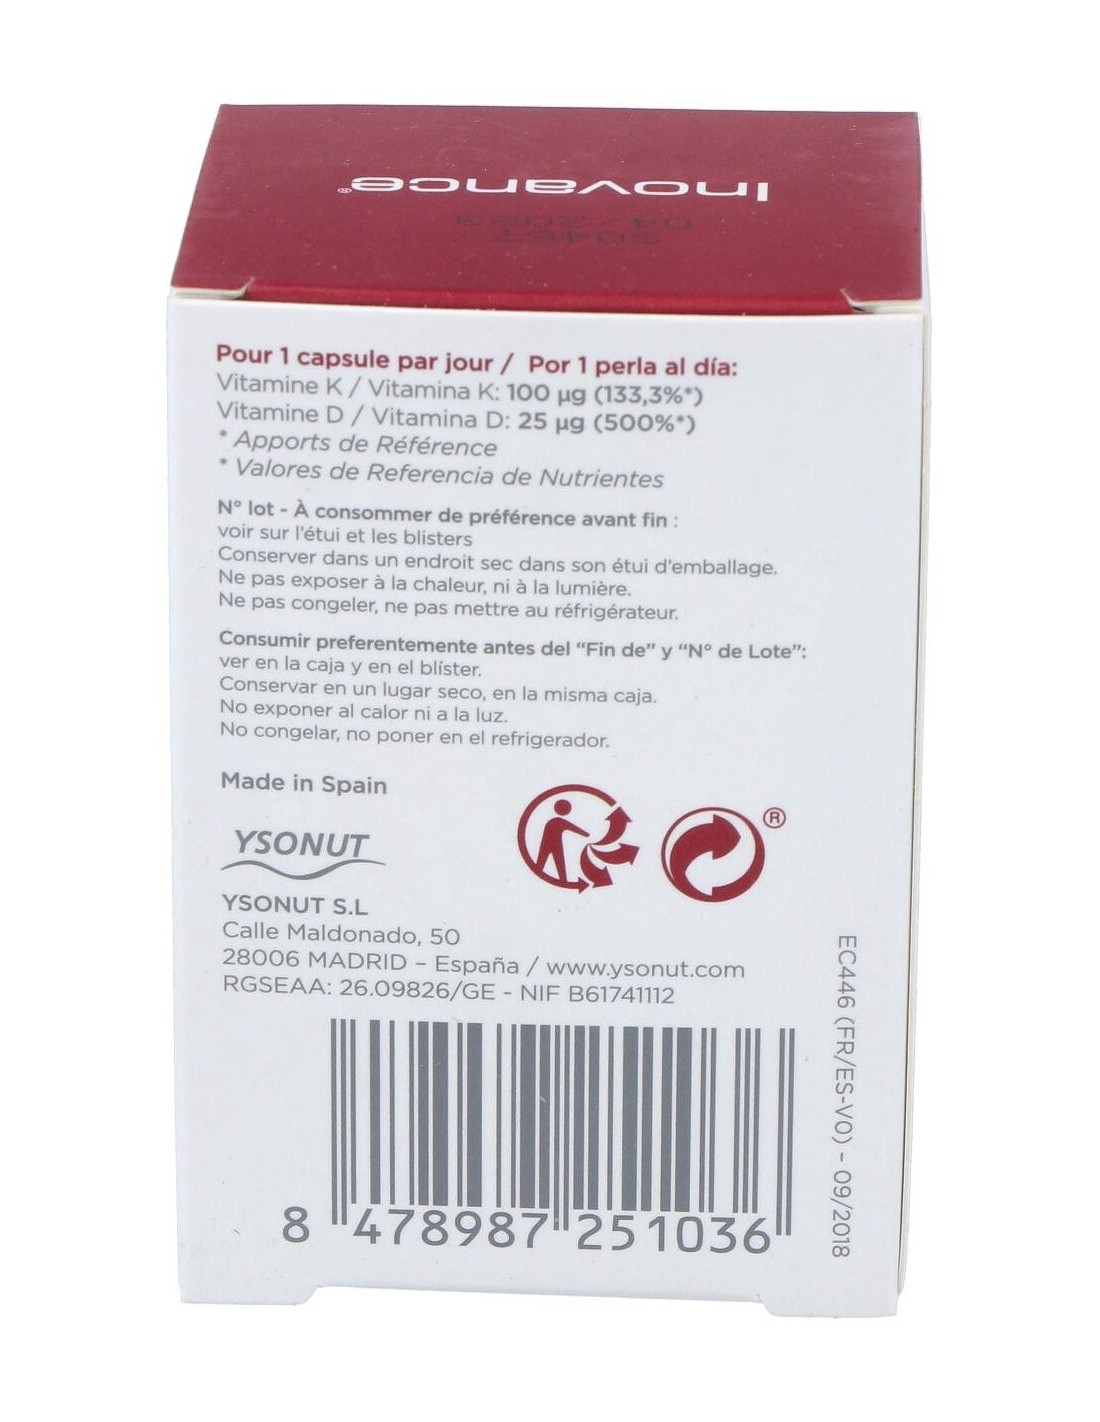 Inovance®
04/2023
Pour 1 capsule par jour / Por 1 perla al día:
Vitamine K / Vitamina K: 100 µg (133,3%*)
Vitamine D / Vitamina D: 25 µg (500%*)
* Apports de Référence
* Valores de Referencia de Nutrientes
N° lot - À consommer de préférence avant fin :
voir sur l'étui et les blisters
Conserver dans un endroit sec dans son étui d'emballage.
Ne pas exposer à la chaleur, ni à la lumière.
Ne pas congeler, ne pas mettre au réfrigérateur.
Consumir preferentemente antes del “Fin de” y “N° de Lote”:
ver en la caja y en el blíster.
Conservar en un lugar seco, en la misma caja.
No exponer al calor ni a la luz.
No congelar, no poner en el refrigerador.
Made in Spain
YSONUT
®
YSONUT S.L
Calle Maldonado, 50
28006 MADRID – España / www.ysonut.com
RGSEAA: 26.09826/GE - NIF B61741112
8 478987 251036
EC446 (FR/ES-V0) - 09/2018